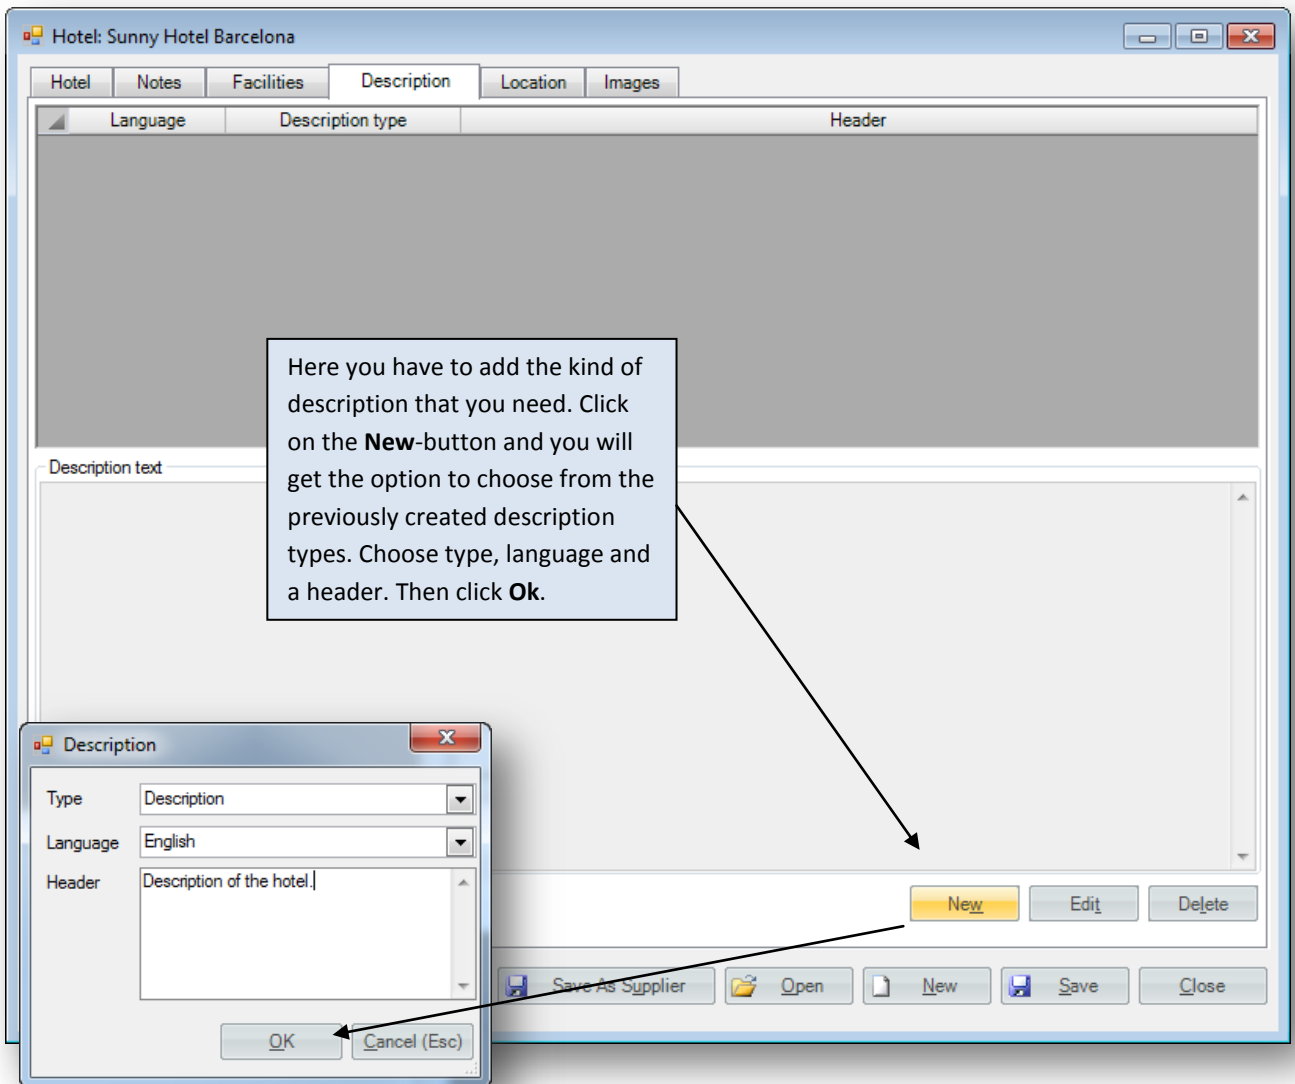 Hotel: Sunny Hotel Barcelona
Hotel Notes Facilities Description Location Images
Language Description type Header
Here you have to add the kind of
description that you need. Click
on the New-button and you will
get the option to choose from the
previously created description
types. Choose type, language and
a header. Then click Ok.
Description text
Description
Type Description
Language English
Header Description of the hotel.
New Edit Delete
Save As Supplier Open New Save Close
OK Cancel (Esc)